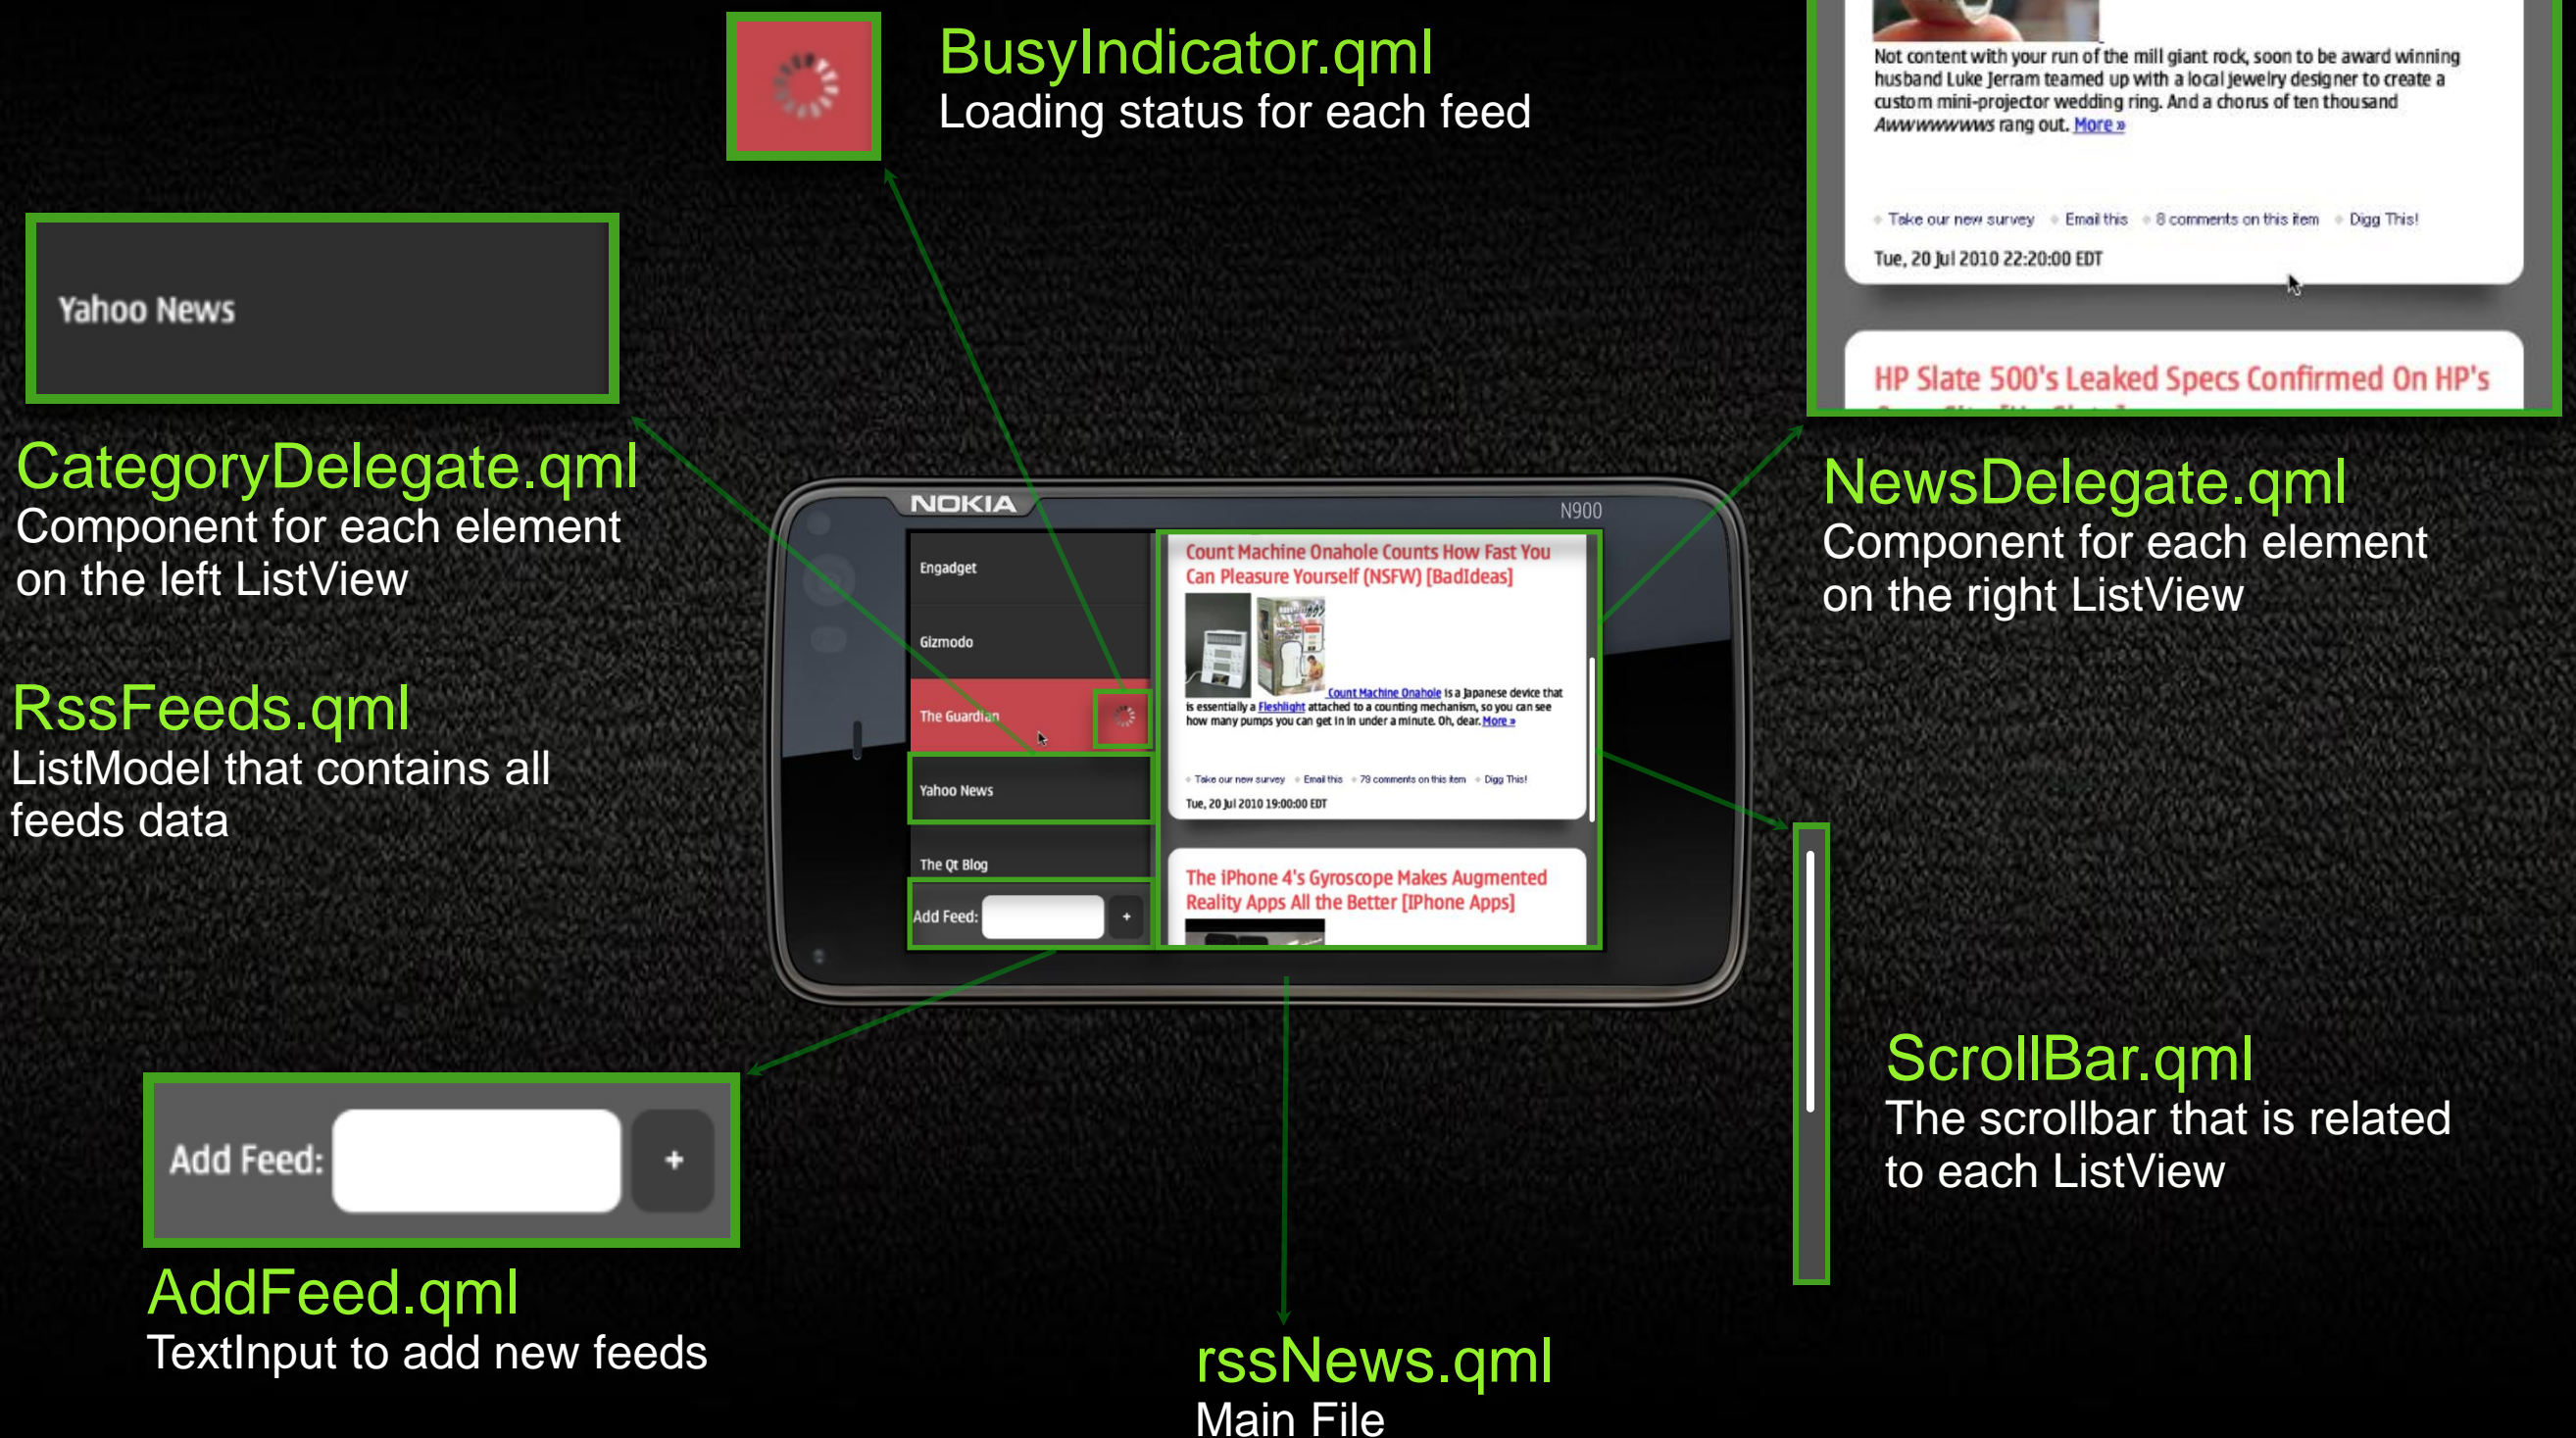 BusyIndicator.qml
Loading status for each feed
Not content with your run of the mill giant rock, soon to be award winning
husband Luke Jerram teamed up with a local jewelry designer to create a
custom mini-projector wedding ring. And a chorus of ten thousand
Awwwwwwws rang out. More »
Take our new survey Email this 8 comments on this item Digg This!
Tue, 20 Jul 2010 22:20:00 EDT
HP Slate 500's Leaked Specs Confirmed On HP's
NewsDelegate.qml
Component for each element
on the right ListView
Yahoo News
CategoryDelegate.qml
Component for each element
on the left ListView
RssFeeds.qml
ListModel that contains all
feeds data
NOKIA
N900
Engadget
Gizmodo
The Guardian
Yahoo News
The Qt Blog
Add Feed:
+
Count Machine Onahole Counts How Fast You
Can Pleasure Yourself (NSFW) [BadIdeas]
Count Machine Onahole is a Japanese device that
is essentially a Fleshlight attached to a counting mechanism, so you can see
how many pumps you can get in in under a minute. Oh, dear. More »
Take our new survey Email this 79 comments on this item Digg This!
Tue, 20 Jul 2010 19:00:00 EDT
The iPhone 4's Gyroscope Makes Augmented
Reality Apps All the Better [IPhone Apps]
ScrollBar.qml
The scrollbar that is related
to each ListView
Add Feed:
+
AddFeed.qml
TextInput to add new feeds
rssNews.qml
Main File